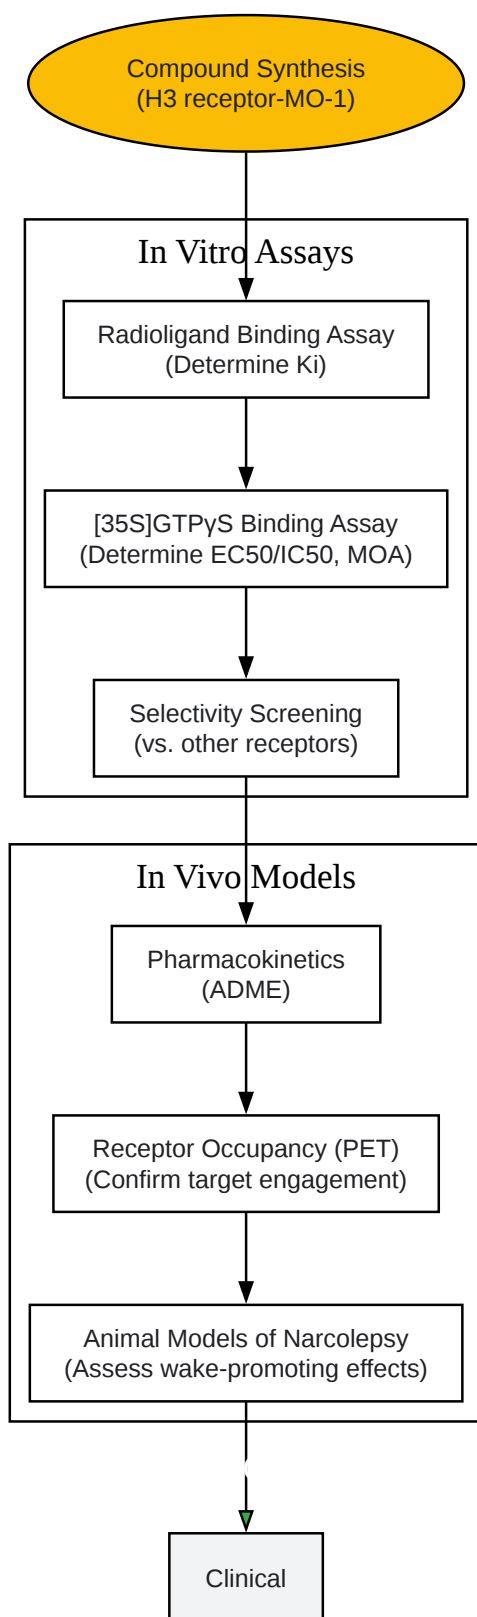 Compound Synthesis
(H3 receptor-MO-1)
In Vitro Assays
Radioligand Binding Assay
(Determine Ki)
[35S]GTPγS Binding Assay
(Determine EC50/IC50, MOA)
Selectivity Screening
(vs. other receptors)
In Vivo Models
Pharmacokinetics
(ADME)
Receptor Occupancy (PET)
(Confirm target engagement)
Animal Models of Narcolepsy
(Assess wake-promoting effects)
Clinical